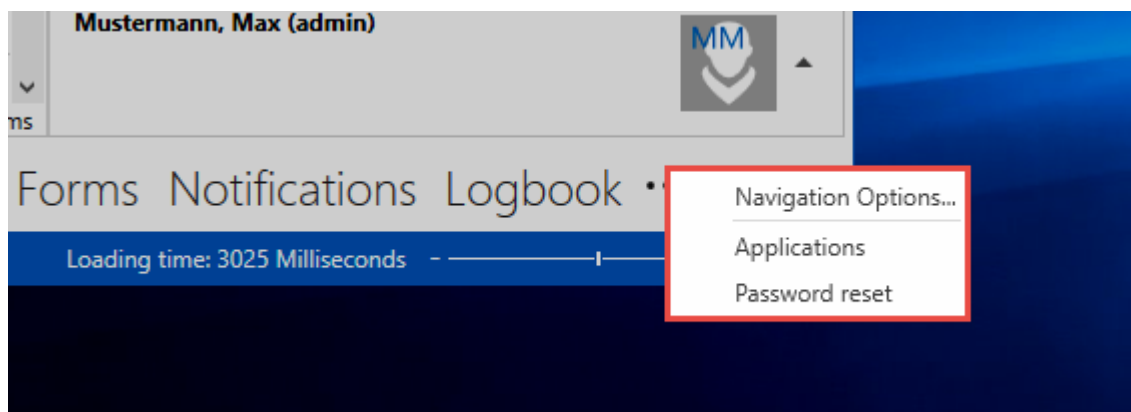 Mustermann, Max (admin)
MM
ms
Forms Notifications Logbook
Navigation Options...
Loading time: 3025 Milliseconds
Applications
Password reset